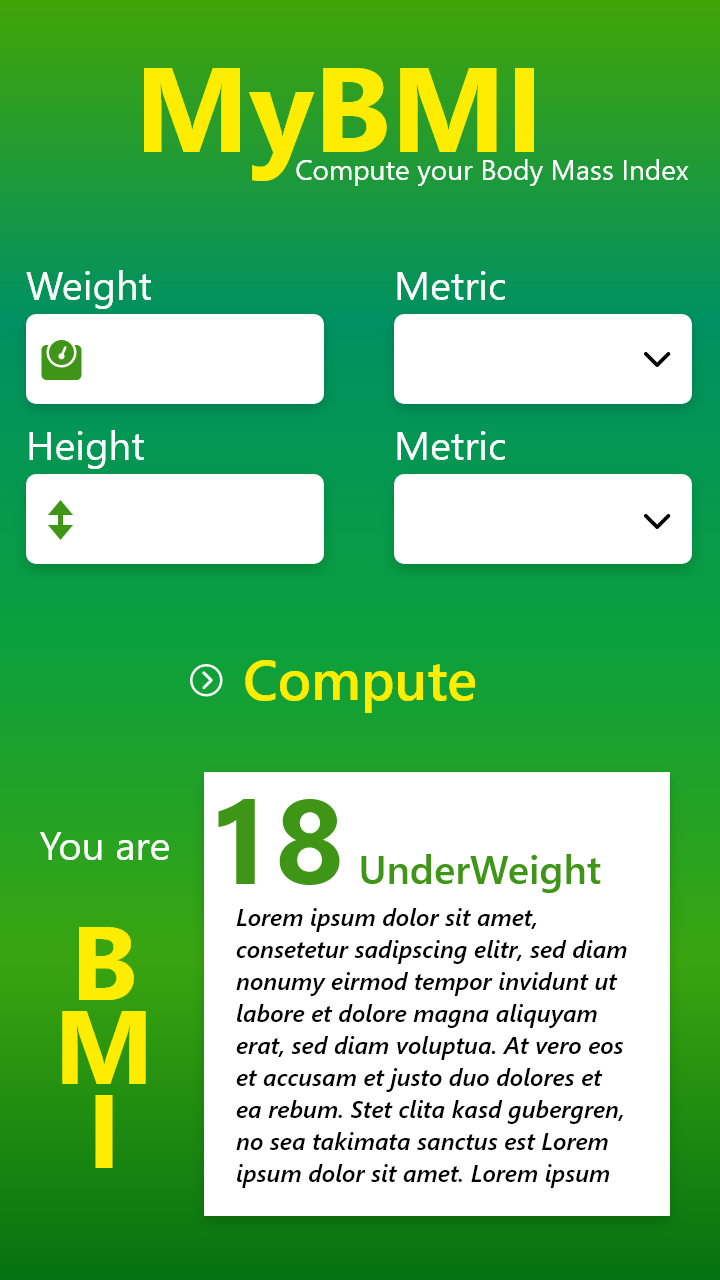 MyBMI
Compute your Body Mass Index
Weight
Metric
Height
Metric
Compute
You are
B
M
I
18 UnderWeight
Lorem ipsum dolor sit amet,
consetetur sadipscing elitr, sed diam
nonumy eirmod tempor invidunt ut
labore et dolore magna aliquyam
erat, sed diam voluptua. At vero eos
et accusam et justo duo dolores et
ea rebum. Stet clita kasd gubergren,
no sea takimata sanctus est Lorem
ipsum dolor sit amet. Lorem ipsum